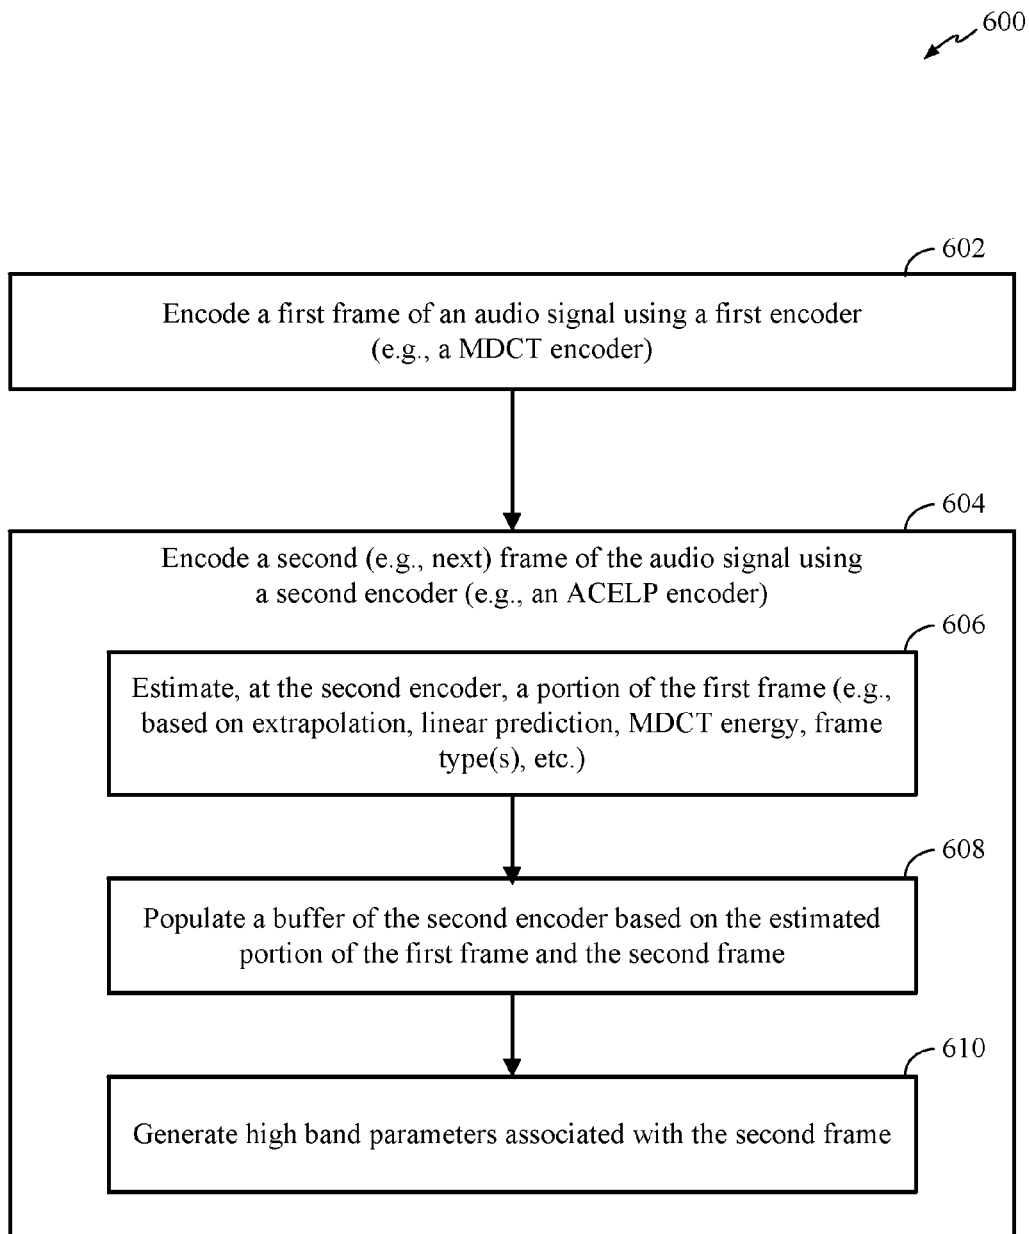 600
602
Encode a first frame of an audio signal using a first encoder
(e.g., a MDCT encoder)
604
Encode a second (e.g., next) frame of the audio signal using
a second encoder (e.g., an ACELP encoder)
606
Estimate, at the second encoder, a portion of the first frame (e.g.,
based on extrapolation, linear prediction, MDCT energy, frame
type(s), etc.)
608
Populate a buffer of the second encoder based on the estimated
portion of the first frame and the second frame
610
Generate high band parameters associated with the second frame